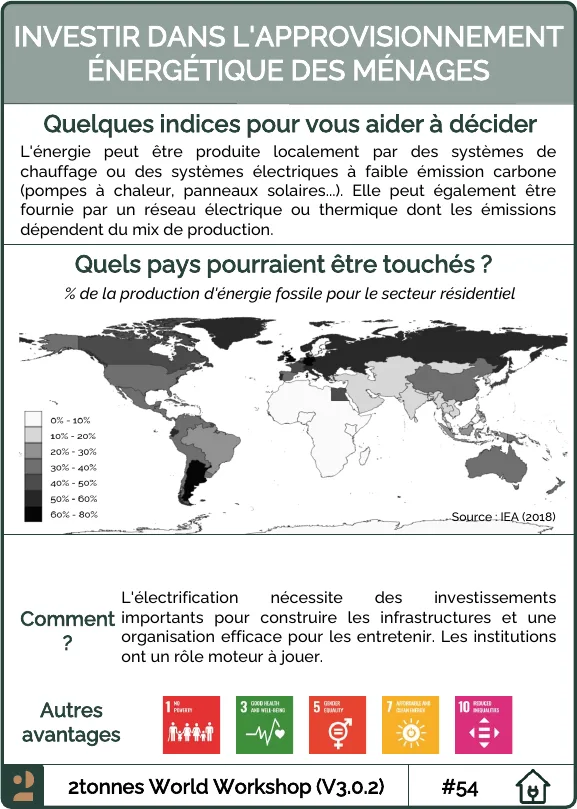 INVESTIR DANS L'APPROVISIONNEMENT
ÉNERGÉTIQUE DES MÉNAGES
Quelques indices pour vous aider à décider
L'énergie peut être produite localement par des systèmes de
chauffage ou des systèmes électriques à faible émission carbone
(pompes à chaleur, panneaux solaires...). Elle peut également être
fournie par un réseau électrique ou thermique dont les émissions
dépendent du mix de production.
Quels pays pourraient être touchés ?
% de la production d'énergie fossile pour le secteur résidentiel
0% - 10%
10% - 20%
20% - 30%
30% - 40%
40% - 50%
50% - 60%
60% - 80%
Source : IEA (2018)
Comment
?
L'électrification nécessite des investissements
importants pour construire les infrastructures et une
organisation efficace pour les entretenir. Les institutions
ont un rôle moteur à jouer.
Autres
avantages
1 NO
POVERTY
3 GOOD HEALTH
AND WELL-BEING
5 GENDER
EQUALITY
7 AFFORDABLE AND
CLEAN ENERGY
10 REDUCED
INEQUALITIES
2tonnes World Workshop (V3.0.2)
#54